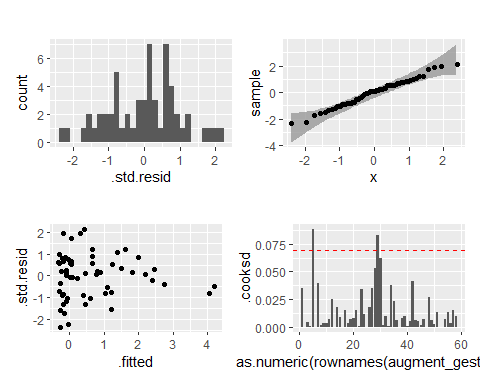 6
4
2
0
count
-2 -1 0 1 2
.std.resid
4
2
0
-2
-4
sample
-2 -1 0 1 2
x
2
1
0
-1
-2
.std.resid
0 1 2 3 4
.fitted
0.075
0.050
0.025
0.000
.cooksd
0 20 40 60
as.numeric(rownames(augment_gest